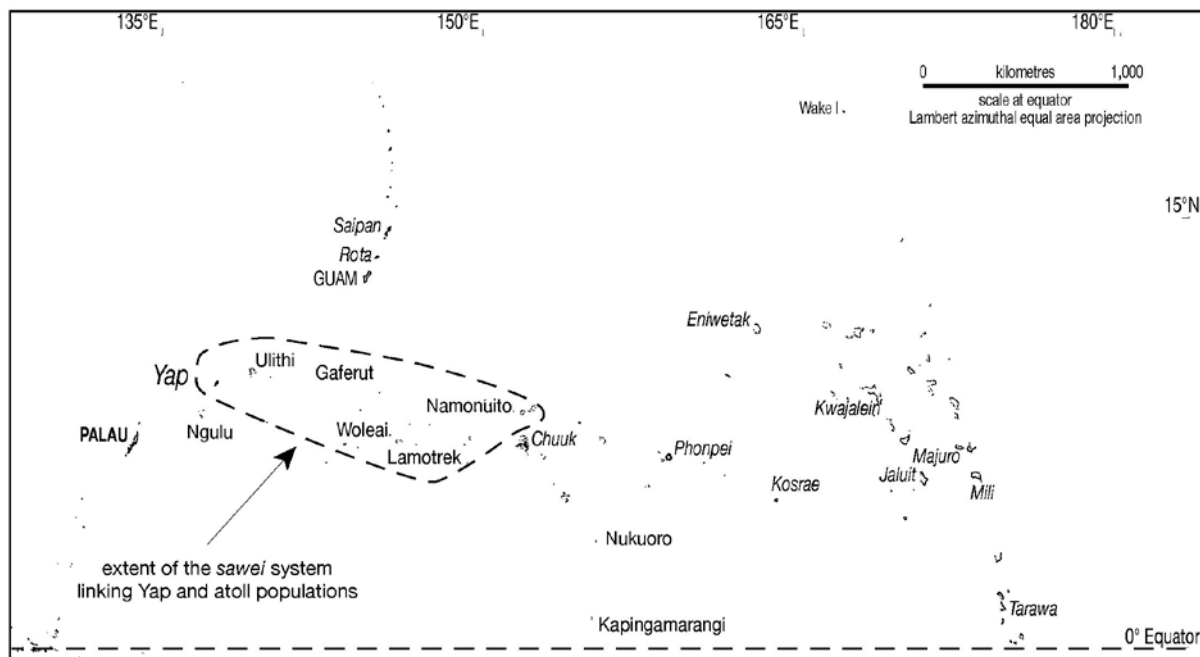 135°E 150°E 165°E 180°E
0 kilometres 1,000
scale at equator
Lambert azimuthal equal area projection
Wake I
15°N
Saipan
Rota
GUAM
Eniwetak
Ulithi
Yap
Gaferut
Namonuito
Kwajalein
Ngulu
PALAU
Woleai
Chuuk
Lamotrek
Phonpei
Majuro
Jaluit
Kosrae
Mili
Nukuoro
extent of the sawei system
linking Yap and atoll populations
Tarawa
Kapingamarangi
0° Equator